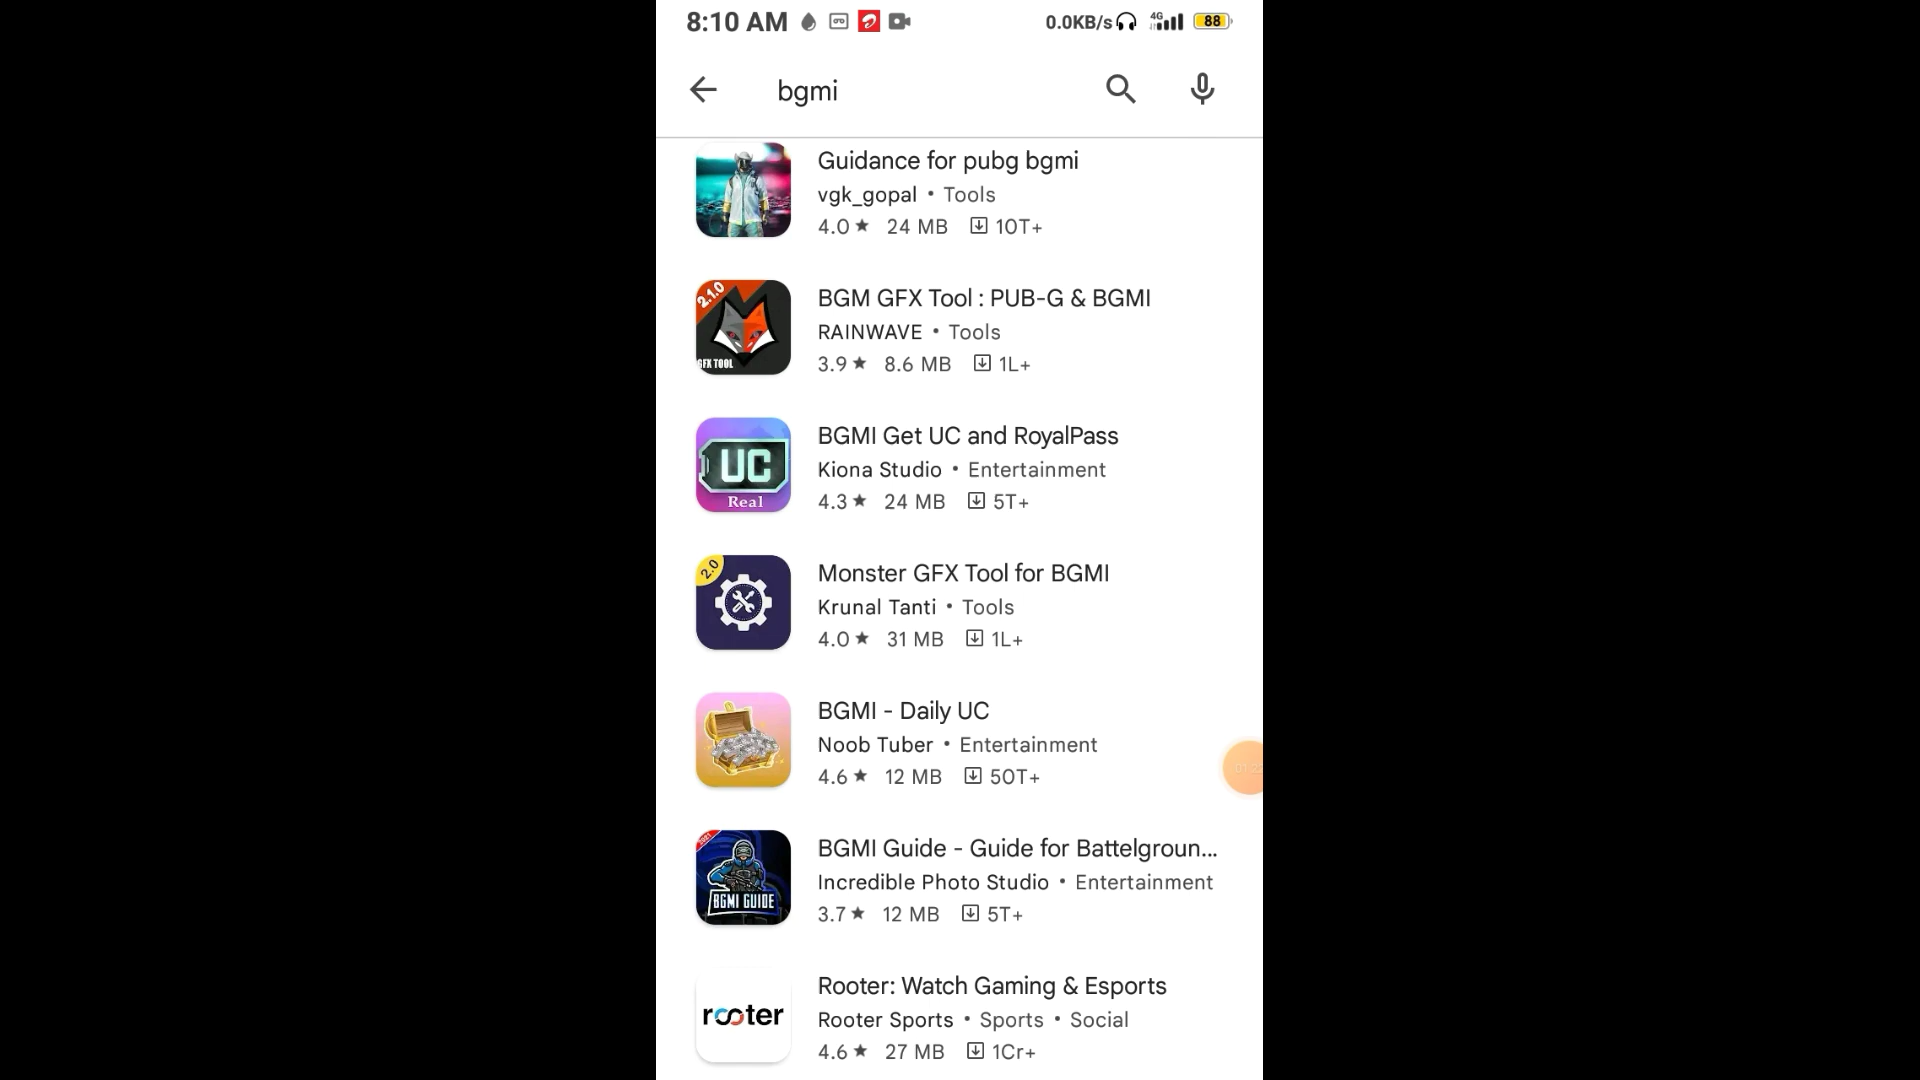 8:10 AM 0.0KB/s 4G 88
bgmi
Guidance for pubg bgmi
vgk_gopal • Tools
4.0 ★ 24 MB 10T+
2.1.0
GFX TOOL
BGM GFX Tool : PUB-G & BGMI
RAINWAVE • Tools
3.9 ★ 8.6 MB 1L+
UC
Real
BGMI Get UC and RoyalPass
Kiona Studio • Entertainment
4.3 ★ 24 MB 5T+
2.0
Monster GFX Tool for BGMI
Krunal Tanti • Tools
4.0 ★ 31 MB 1L+
BGMI - Daily UC
Noob Tuber • Entertainment
4.6 ★ 12 MB 50T+
01:22
2021
BGMI GUIDE
BGMI Guide - Guide for Battelgroun...
Incredible Photo Studio • Entertainment
3.7 ★ 12 MB 5T+
rooter
Rooter: Watch Gaming & Esports
Rooter Sports • Sports • Social
4.6 ★ 27 MB 1Cr+